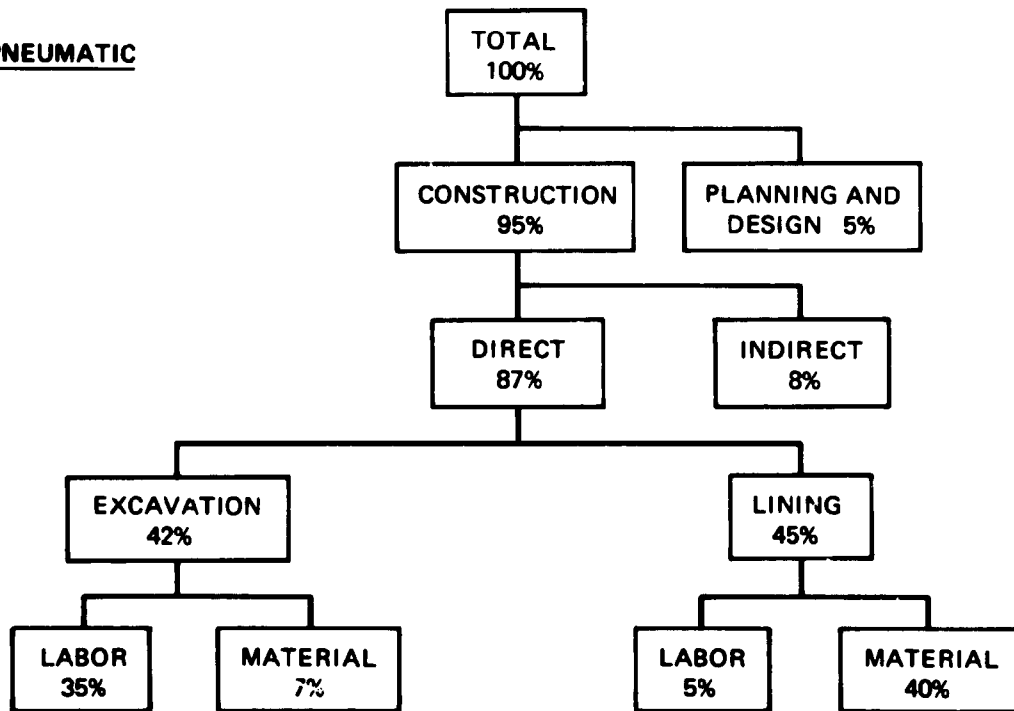 PNEUMATIC
TOTAL
100%
CONSTRUCTION
95%
PLANNING AND
DESIGN 5%
DIRECT
87%
INDIRECT
8%
EXCAVATION
42%
LINING
45%
LABOR
35%
MATERIAL
7%
LABOR
5%
MATERIAL
40%